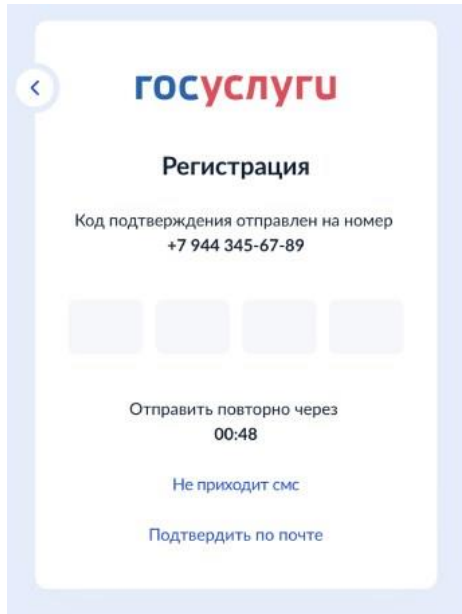 госуслуги
Регистрация
Код подтверждения отправлен на номер
+7 944 345-67-89
Отправить повторно через
00:48
Не приходит смс
Подтвердить по почте